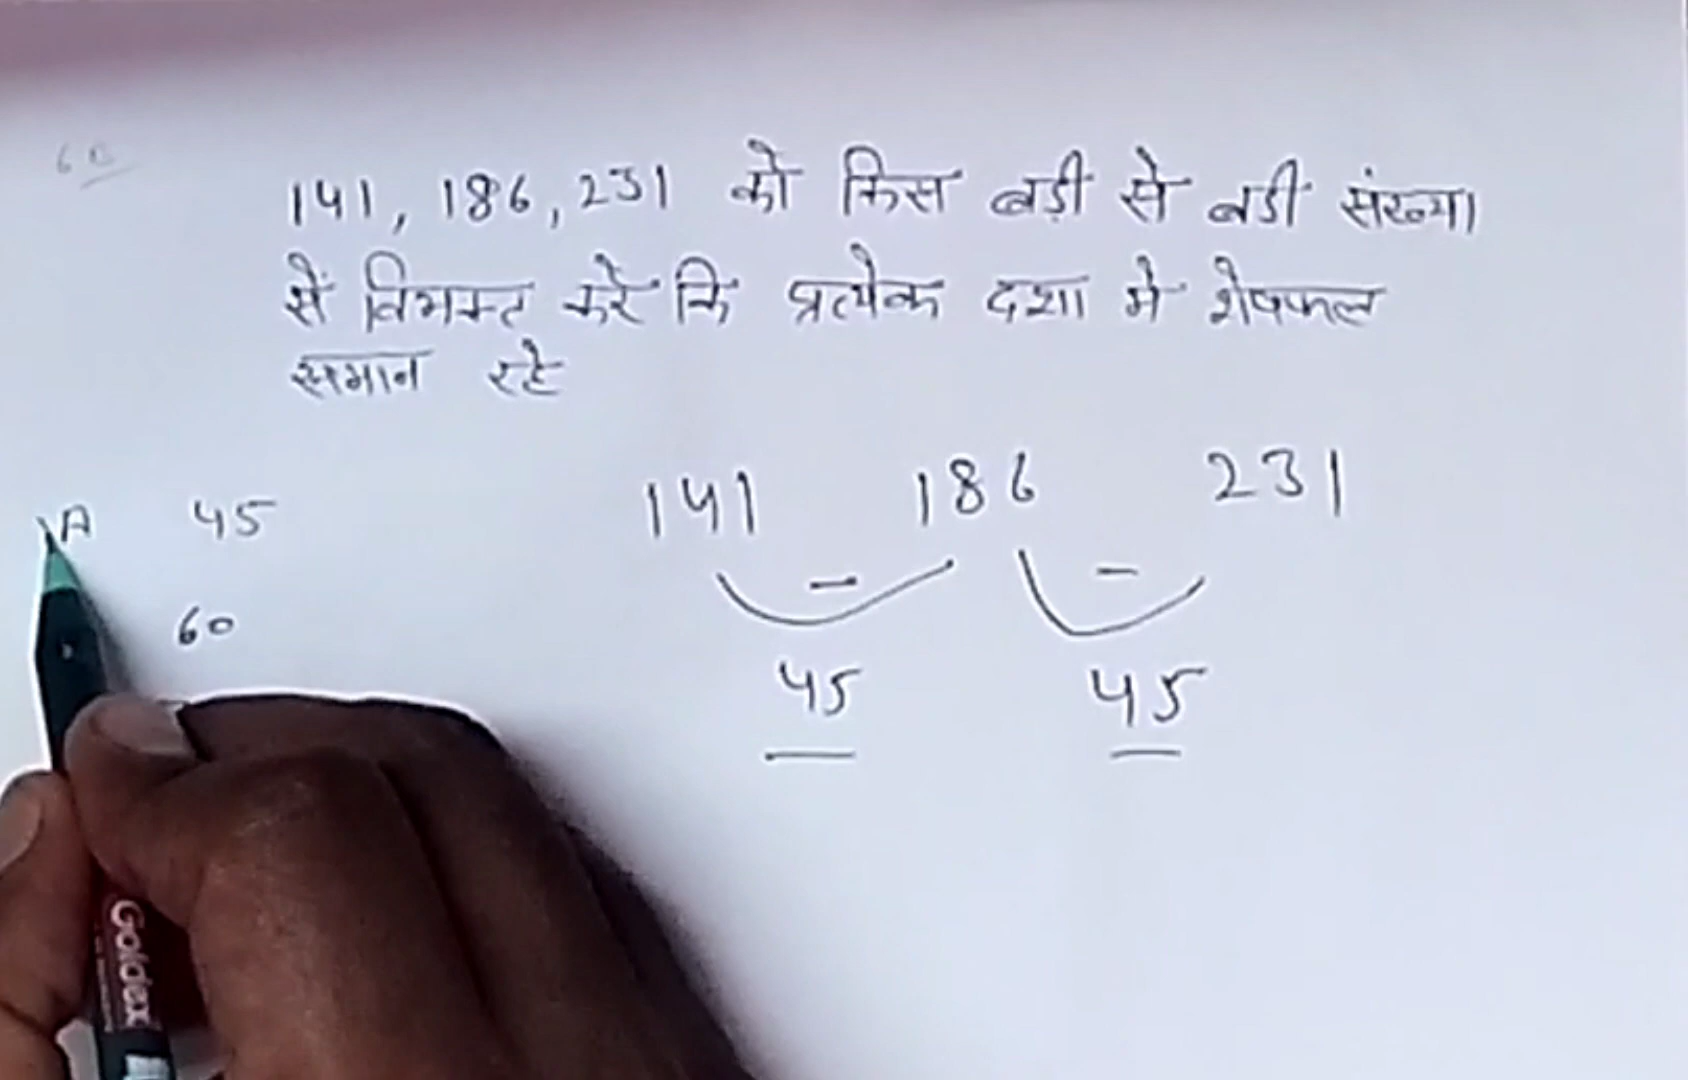 141, 186, 231 को किस बड़ी से बडी संख्या
से विभक्त करें कि प्रत्येक दशा मे शेषफल
समान रहे
141 186 231
A 45
60
− −
45 45
Goldex